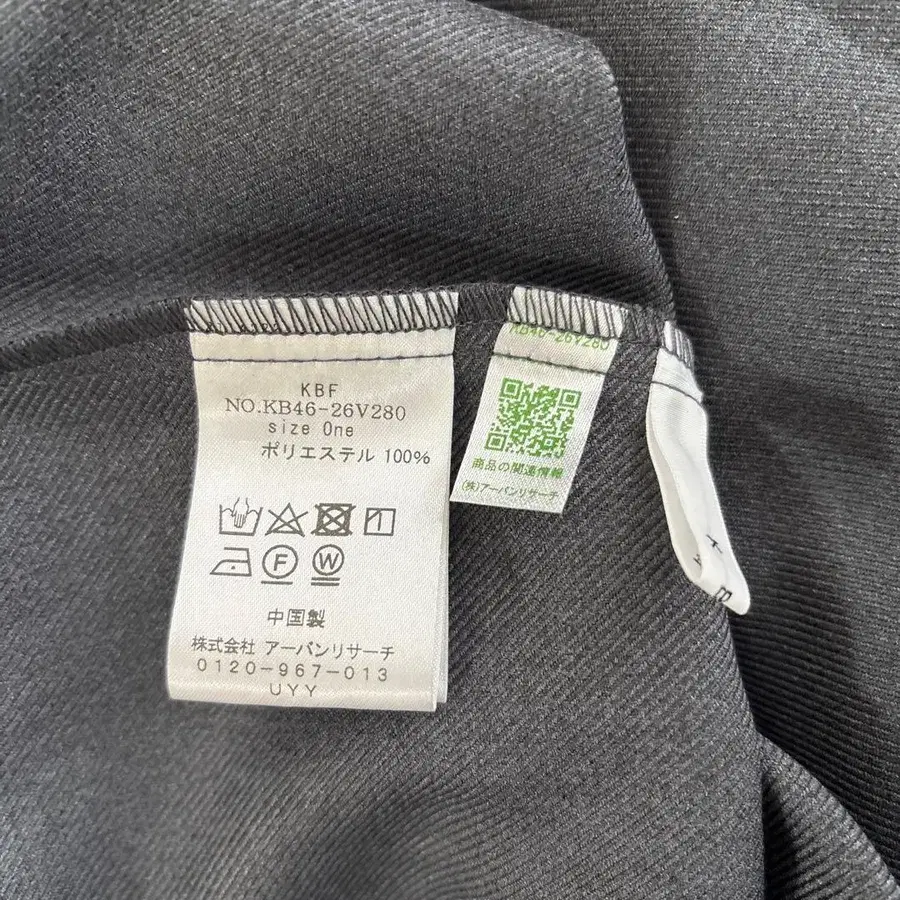 KBF
NO.KB46-26V280
size One
ポリエステル 100%
F
W
中国製
株式会社 アーバンリサーチ
0120-967-013
UYY
KB46-26V280
商品の関連情報
(株)アーバンリサーチ